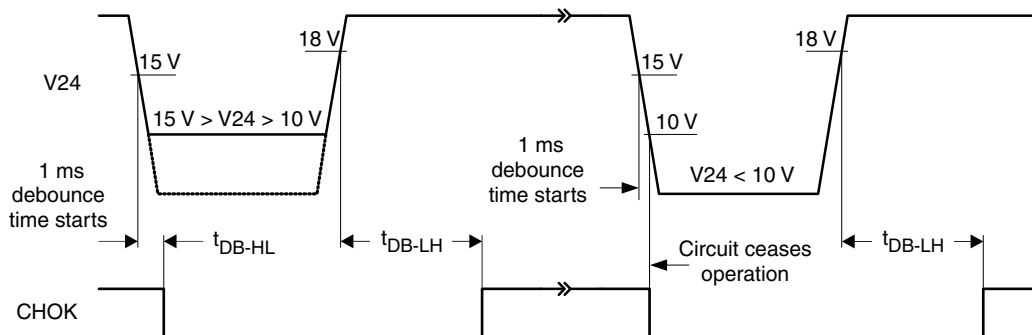 18 V
18 V
15 V
15 V
V24
15 V > V24 > 10 V
10 V
1 ms
debounce
time starts
1 ms
debounce
time starts
V24 < 10 V
tDB-HL
tDB-LH
Circuit ceases
operation
tDB-LH
CHOK